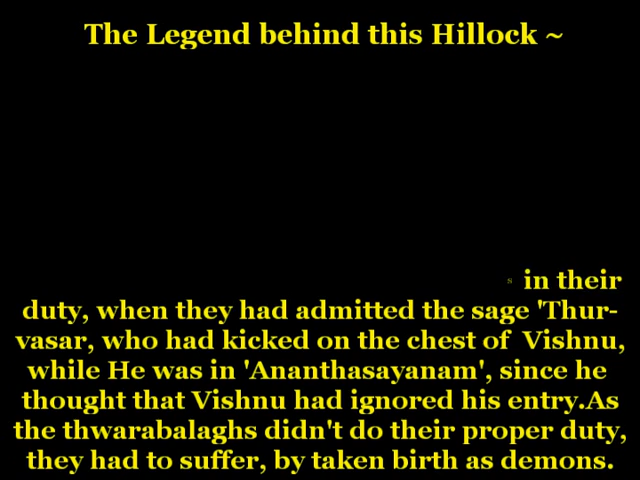 The Legend behind this Hillock ~
s in their
duty, when they had admitted the sage 'Thur-
vasar, who had kicked on the chest of Vishnu,
while He was in 'Ananthasayanam', since he
thought that Vishnu had ignored his entry.As
the thwarabalaghs didn't do their proper duty,
they had to suffer, by taken birth as demons.